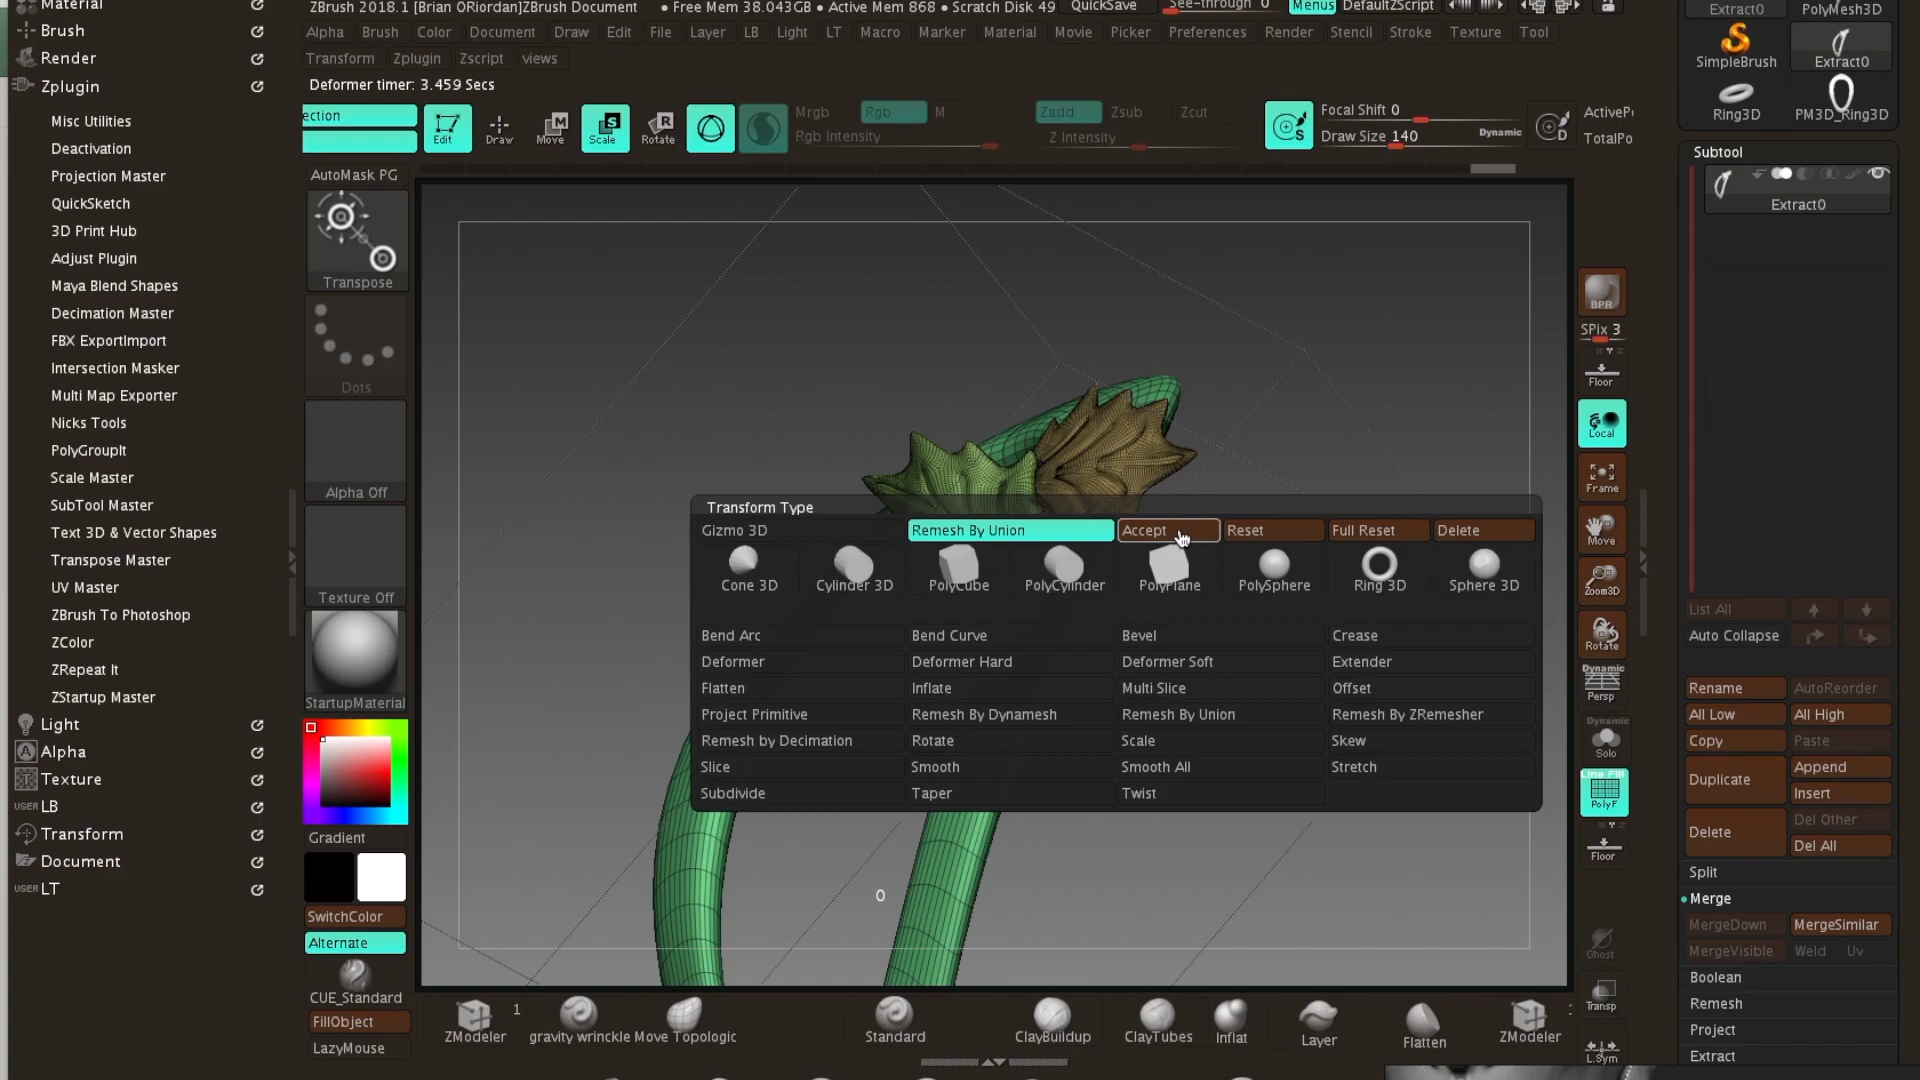 Material
Brush
Render
Zplugin
Misc Utilities
Deactivation
Projection Master
QuickSketch
3D Print Hub
Adjust Plugin
Maya Blend Shapes
Decimation Master
FBX ExportImport
Intersection Masker
Multi Map Exporter
Nicks Tools
PolyGroupIt
Scale Master
SubTool Master
Text 3D & Vector Shapes
Transpose Master
UV Master
ZBrush To Photoshop
ZColor
ZRepeat It
ZStartup Master
Light
Alpha
Texture
USER LB
Transform
Document
USER LT
ZBrush 2018.1 [Brian ORiordan]ZBrush Document • Free Mem 38.043GB • Active Mem 868 • Scratch Disk 49 QuickSave See-through 0 Menus DefaultZScript
Alpha Brush Color Document Draw Edit File Layer LB Light LT Macro Marker Material Movie Picker Preferences Render Stencil Stroke Texture Tool
Transform Zplugin Zscript views
Deformer timer: 3.459 Secs
ection
Edit Draw Move Scale Rotate
Mrgb Rgb M
Rgb Intensity
Zadd Zsub Zcut
Z Intensity
Focal Shift 0
Draw Size 140 Dynamic
S
D
TotalPo
AutoMask PG
Transpose
Dots
Alpha Off
Texture Off
StartupMaterial
Gradient
SwitchColor
Alternate
CUE_Standard
FillObject
LazyMouse
Transform Type
Gizmo 3D Remesh By Union Accept Reset Full Reset Delete
Cone 3D Cylinder 3D PolyCube PolyCylinder PolyPlane PolySphere Ring 3D Sphere 3D
Bend Arc Bend Curve Bevel Crease
Deformer Deformer Hard Deformer Soft Extender
Flatten Inflate Multi Slice Offset
Project Primitive Remesh By Dynamesh Remesh By Union Remesh By ZRemesher
Remesh by Decimation Rotate Scale Skew
Slice Smooth Smooth All Stretch
Subdivide Taper Twist
ZModeler 1 gravity wrinckle Move Topologic Standard ClayBuildup ClayTubes Inflat Layer Flatten ZModeler
BPR
SPix 3
Floor
Local
Frame
Move
Zoom3D
Rotate
Dynamic
Persp
Dynamic
Solo
Line Fill
PolyF
Floor
Ghost
Transp
L.Sym
Extract0 PolyMesh3D
SimpleBrush Extract0
Ring3D PM3D_Ring3D
Subtool
Extract0
List All
Auto Collapse
Rename AutoReorder
All Low All High
Copy Paste
Duplicate Append
Insert
Delete Del Other
Del All
Split
Merge
MergeDown MergeSimilar
MergeVisible Weld Uv
Boolean
Remesh
Project
Extract